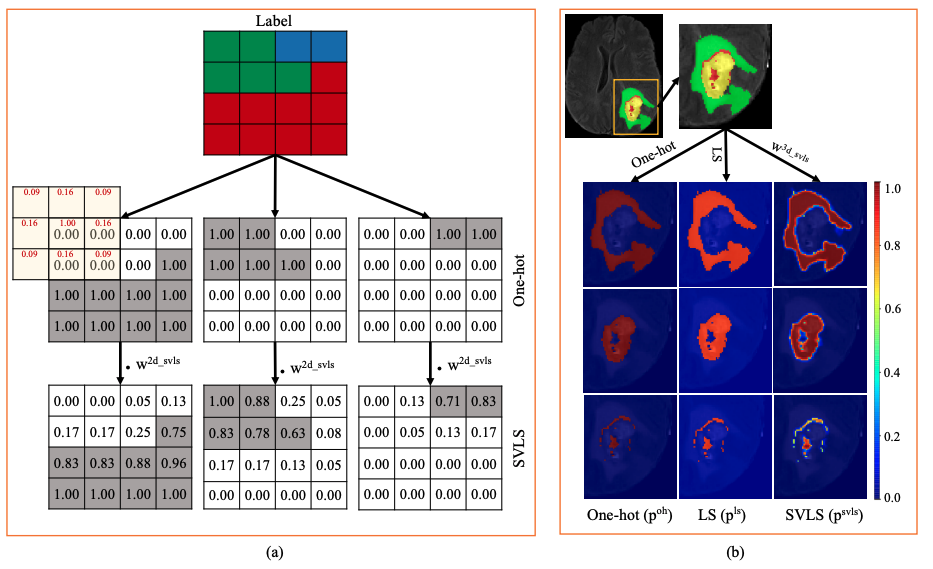 Label
0.09 0.16 0.09
0.16 1.00 0.16
0.09 0.16 0.09
0.00 0.00 0.00 0.00
0.00 0.00 0.00 1.00
1.00 1.00 1.00 1.00
1.00 1.00 1.00 1.00
1.00 1.00 0.00 0.00
1.00 1.00 1.00 0.00
0.00 0.00 0.00 0.00
0.00 0.00 0.00 0.00
0.00 0.00 1.00 1.00
0.00 0.00 0.00 0.00
0.00 0.00 0.00 0.00
0.00 0.00 0.00 0.00
One-hot
· w2d_svls
· w2d_svls
· w2d_svls
0.00 0.00 0.05 0.13
0.17 0.17 0.25 0.75
0.83 0.83 0.88 0.96
1.00 1.00 1.00 1.00
1.00 0.88 0.25 0.05
0.83 0.78 0.63 0.08
0.17 0.17 0.13 0.05
0.00 0.00 0.00 0.00
0.00 0.13 0.71 0.83
0.00 0.05 0.13 0.17
0.00 0.00 0.00 0.00
0.00 0.00 0.00 0.00
SVLS
(a)
One-hot
LS
w3d_svls
1.0
0.8
0.6
0.4
0.2
0.0
One-hot (poh)
LS (pls)
SVLS (psvls)
(b)